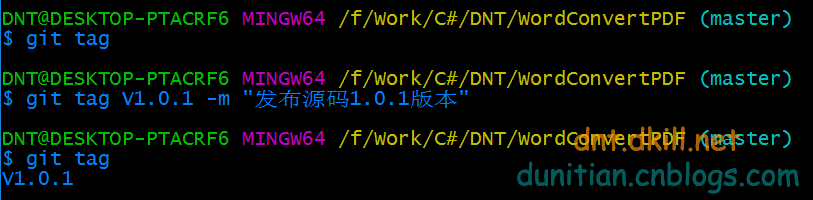 DNT@DESKTOP-PTACRF6 MINGW64 /f/Work/C#/DNT/WordConvertPDF (master)
$ git tag
DNT@DESKTOP-PTACRF6 MINGW64 /f/Work/C#/DNT/WordConvertPDF (master)
$ git tag V1.0.1 -m "发布源码1.0.1版本"
DNT@DESKTOP-PTACRF6 MINGW64 /f/Work/C#/DNT/WordConvertPDF (master)
$ git tag
dnt.dkill.net
V1.0.1
dunitian.cnblogs.com